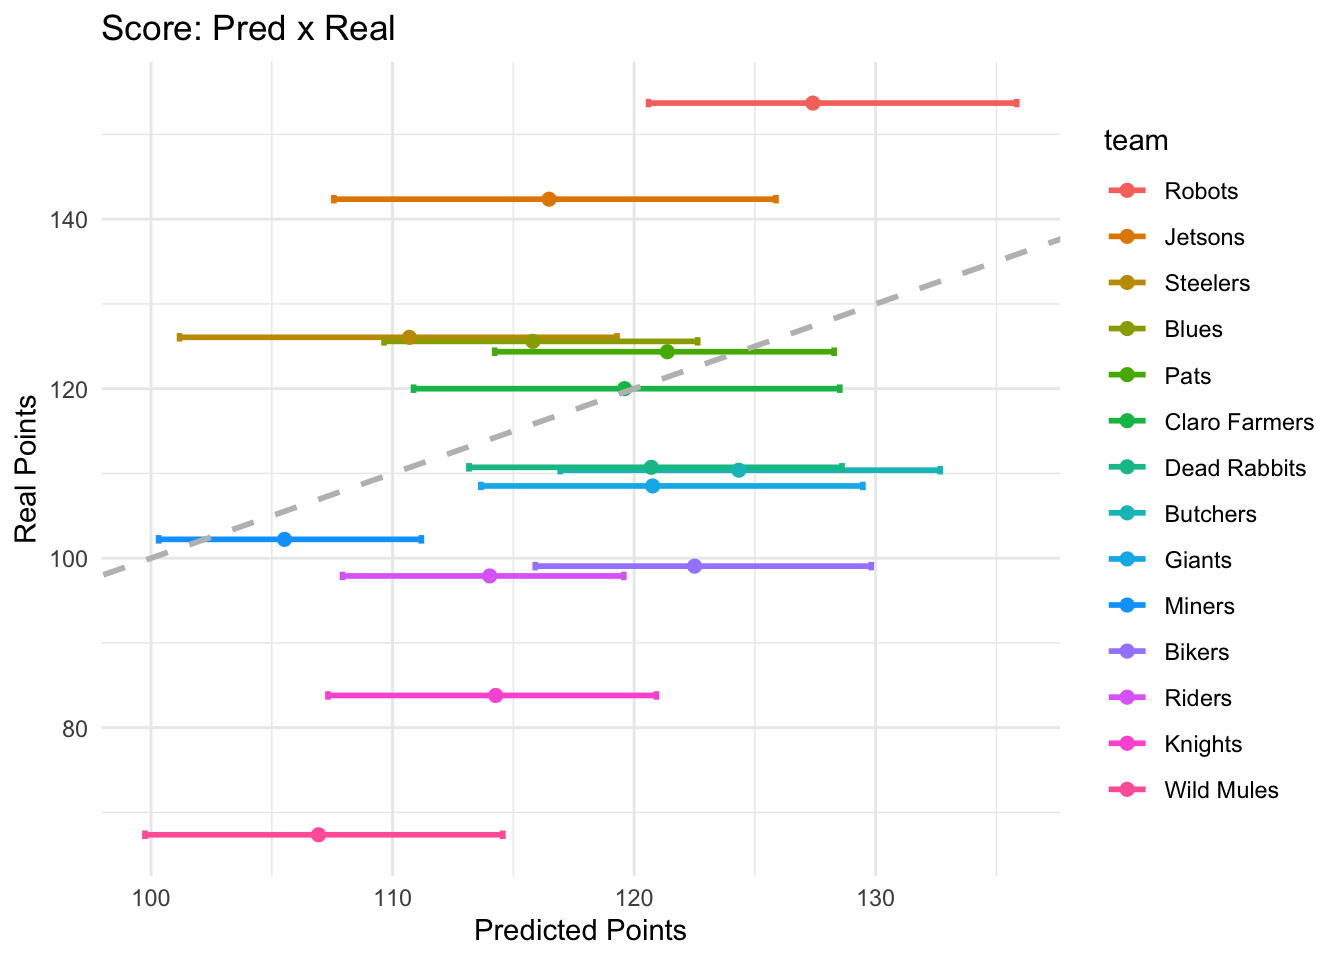 Score: Pred x Real
Real Points
140
120
100
80
100
110
120
130
Predicted Points
team
Robots
Jetsons
Steelers
Blues
Pats
Claro Farmers
Dead Rabbits
Butchers
Giants
Miners
Bikers
Riders
Knights
Wild Mules